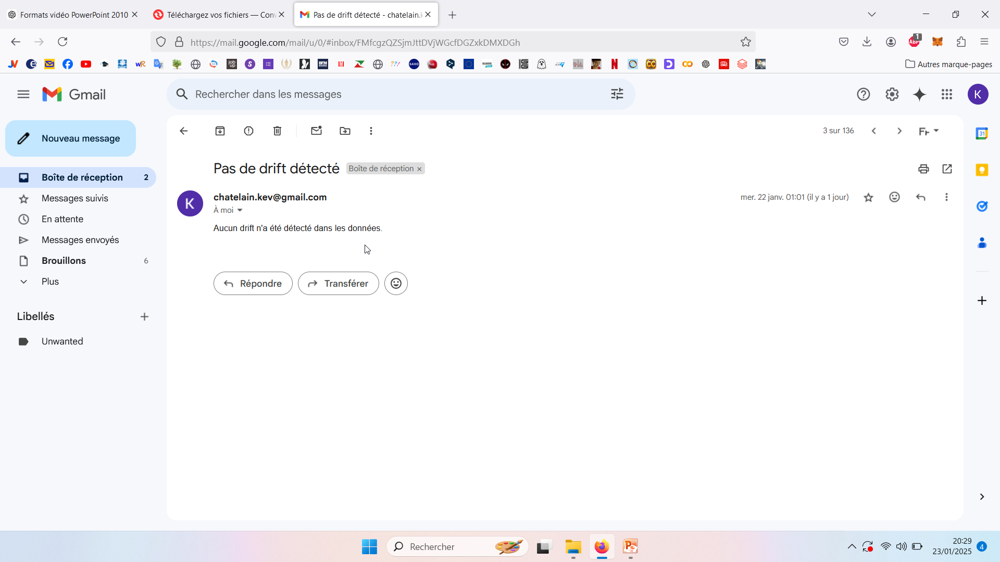 Formats vidéo PowerPoint 2010
Téléchargez vos fichiers — Conv
Pas de drift détecté - chatelain.k
https://mail.google.com/mail/u/0/#inbox/FMfcgzQZSjmJttDVjWGcfDGZxkDMXDGh
ABP
1
Autres marque-pages
Gmail
Rechercher dans les messages
K
Nouveau message
3 sur 136
Boîte de réception 2
Messages suivis
En attente
Messages envoyés
Brouillons 6
Plus
Libellés
Unwanted
Pas de drift détecté
Boîte de réception
K
chatelain.kev@gmail.com
mer. 22 janv. 01:01 (il y a 1 jour)
À moi
Aucun drift n'a été détecté dans les données.
Répondre
Transférer
31
Rechercher
20:29
23/01/2025
4